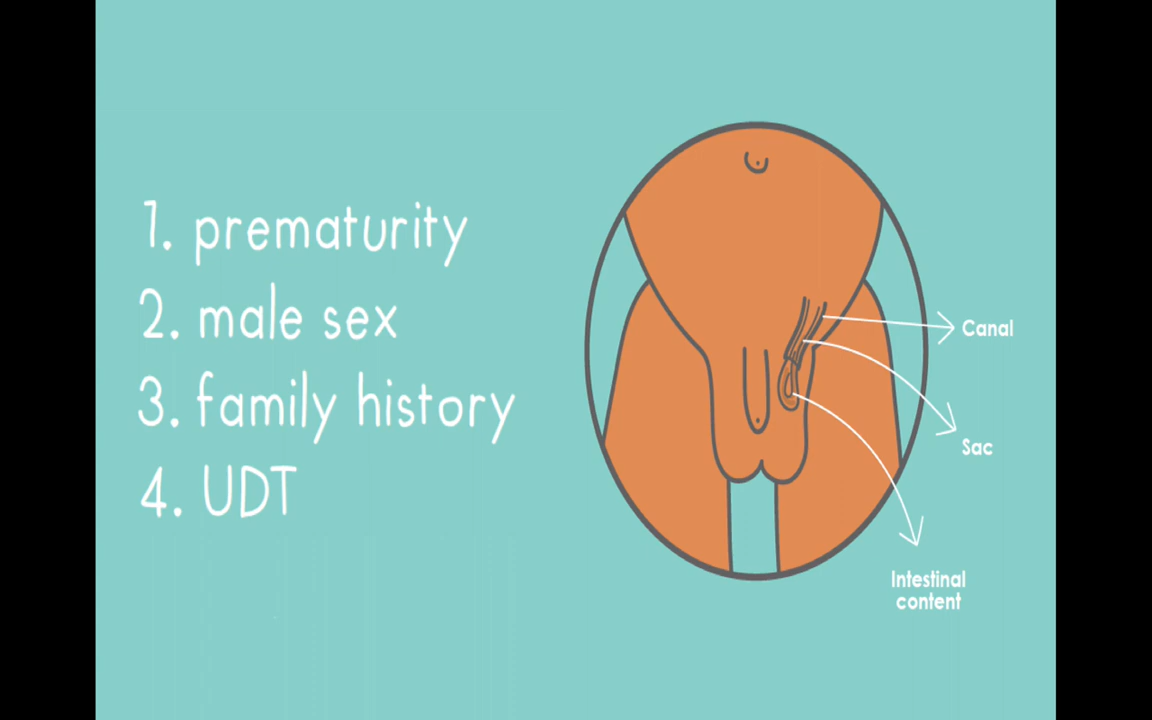 1. prematurity
2. male sex
3. family history
4. UDT
Canal
Sac
Intestinal
content